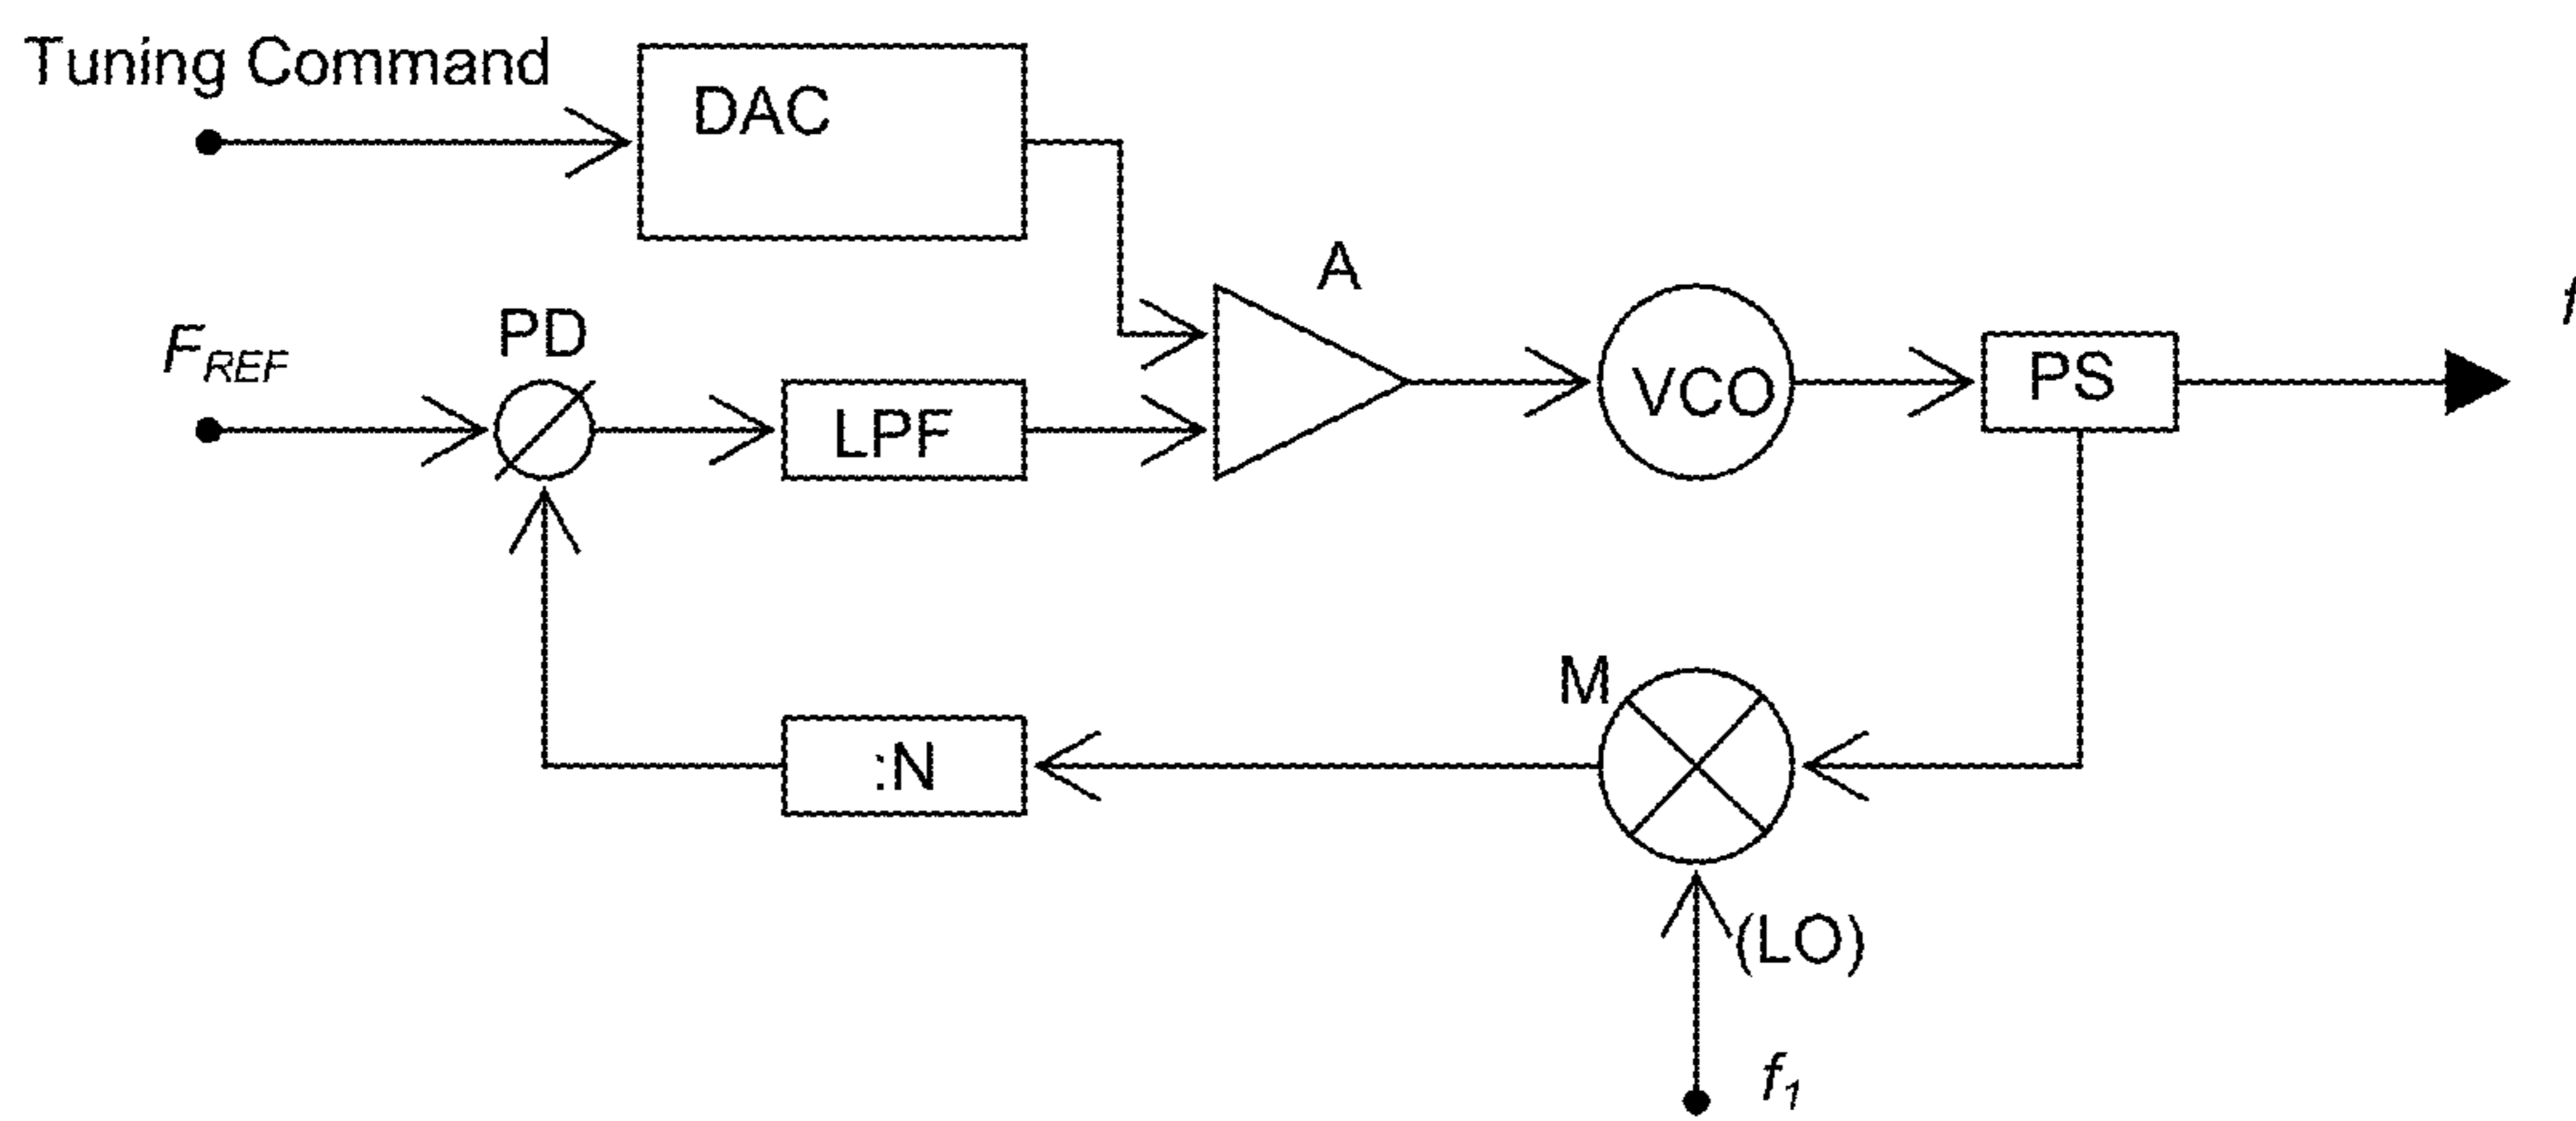 Tuning Command
DAC
A
F_REF
PD
LPF
VCO
PS
f
M
:N
(LO)
f_1